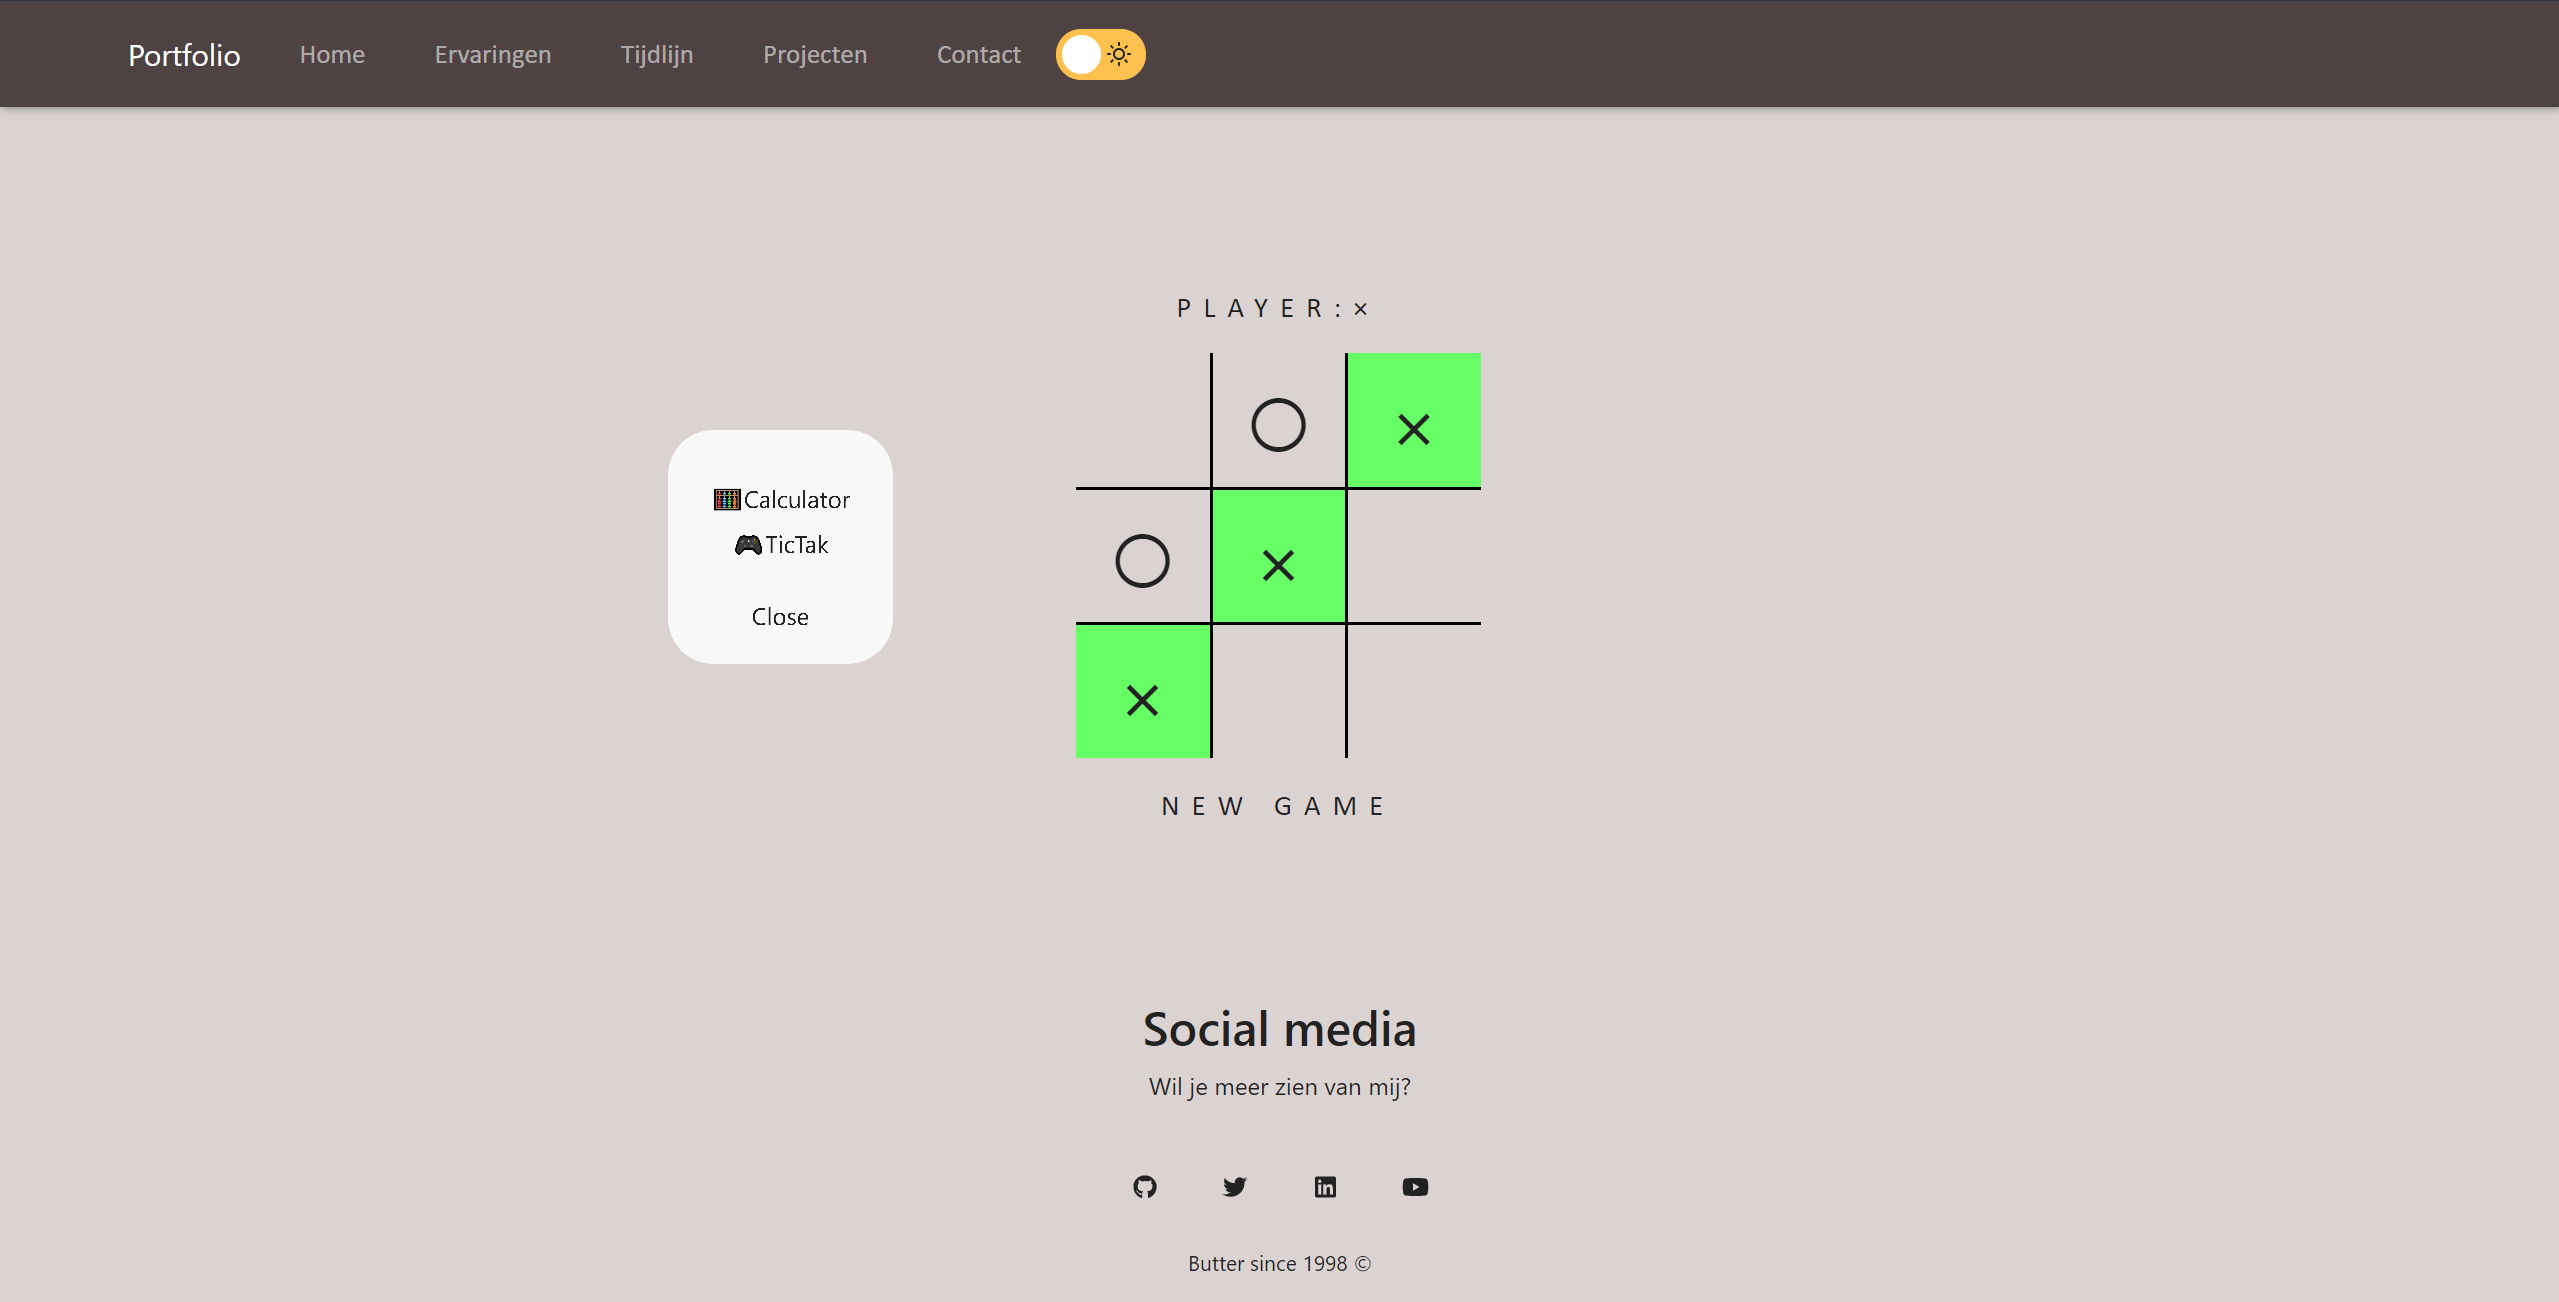 Portfolio Home Ervaringen Tijdlijn Projecten Contact
PLAYER: ×
○ ×
Calculator
TicTak
○ ×
Close
×
NEW GAME
Social media
Wil je meer zien van mij?
Butter since 1998 ©